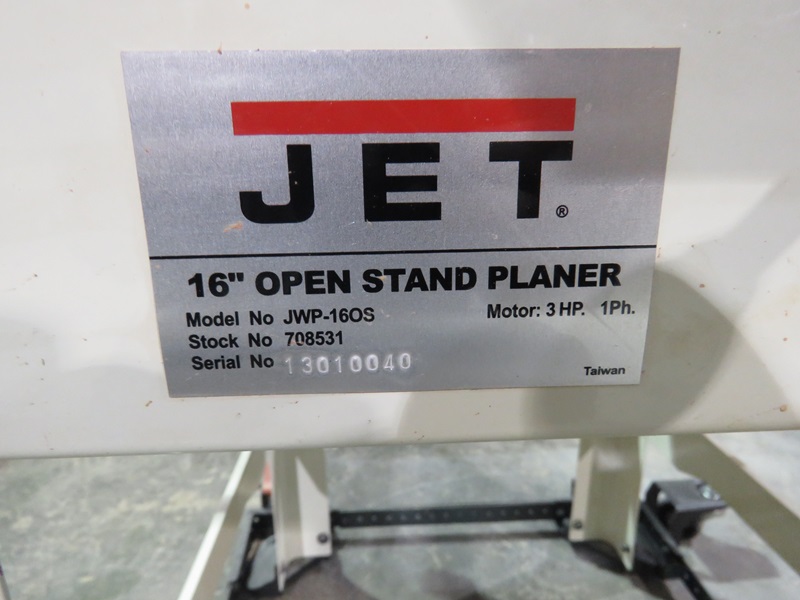 JET®
16" OPEN STAND PLANER
Model No JWP-16OS Motor: 3 HP. 1Ph.
Stock No 708531
Serial No 13010040
Taiwan